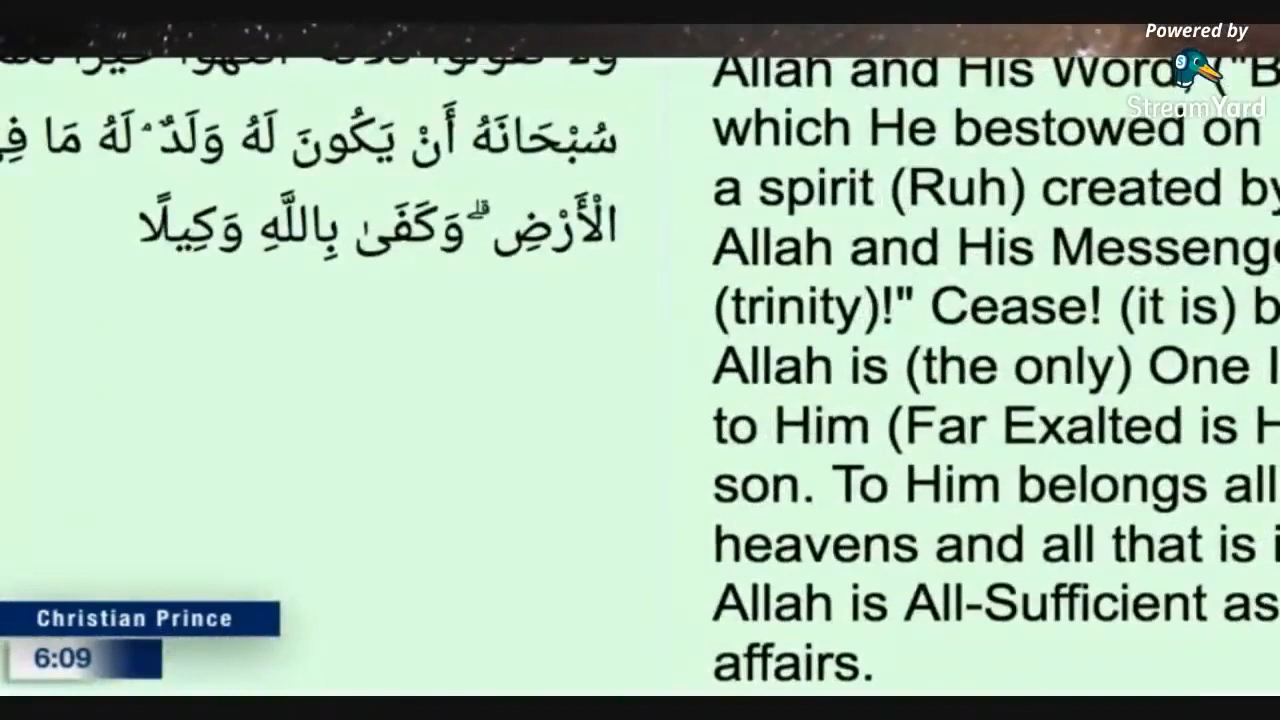 Powered by
StreamYard
سُبْحَانَهُ أَنْ يَكُونَ لَهُ وَلَدٌ ۘ لَهُ مَا فِي
الْأَرْضِ ۗ وَكَفَىٰ بِاللَّهِ وَكِيلًا
Allah and His Word, ("B
which He bestowed on
a spirit (Ruh) created by
Allah and His Messenge
(trinity)!" Cease! (it is) b
Allah is (the only) One I
to Him (Far Exalted is H
son. To Him belongs all
heavens and all that is i
Allah is All-Sufficient as
affairs.
Christian Prince
6:09